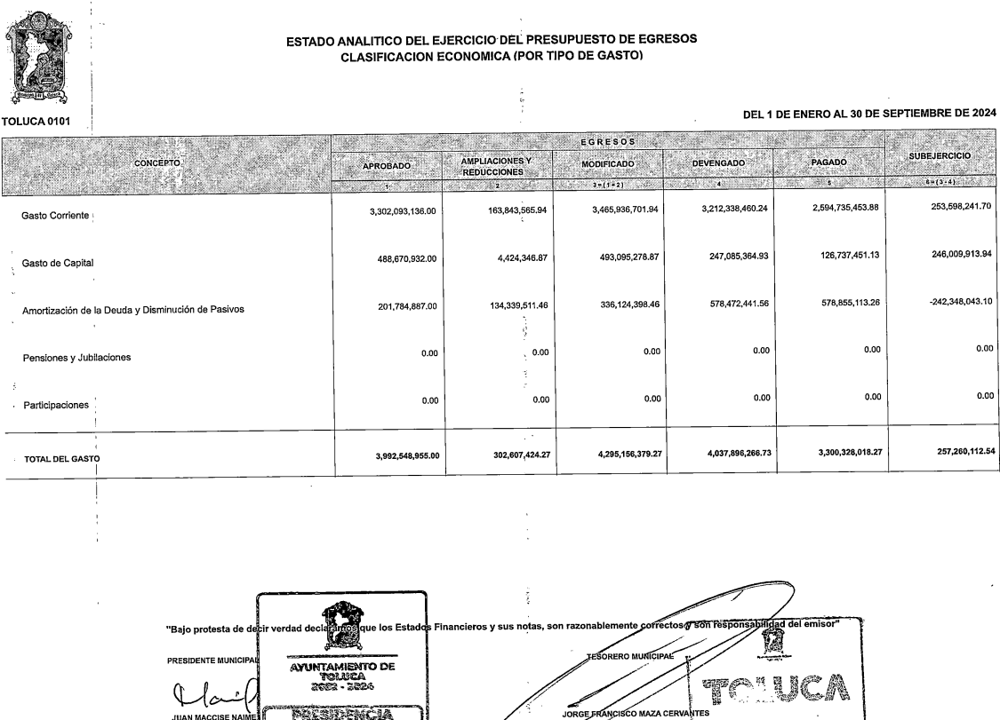 ESTADO ANALITICO DEL EJERCICIO DEL PRESUPUESTO DE EGRESOS
CLASIFICACION ECONOMICA (POR TIPO DE GASTO)
TOLUCA 0101
DEL 1 DE ENERO AL 30 DE SEPTIEMBRE DE 2024
CONCEPTO
E G R E S O S
SUBEJERCICIO
APROBADO AMPLIACIONES Y REDUCCIONES MODIFICADO DEVENGADO PAGADO
1 2 3 = ( 1 + 2 ) 4 5 6 = ( 3 - 4 )
Gasto Corriente 3,302,093,136.00 163,843,565.94 3,465,936,701.94 3,212,338,460.24 2,594,735,453.88 253,598,241.70
Gasto de Capital 488,670,932.00 4,424,346.87 493,095,278.87 247,085,364.93 126,737,451.13 246,009,913.94
Amortización de la Deuda y Disminución de Pasivos 201,784,887.00 134,339,511.46 336,124,398.46 578,472,441.56 578,855,113.26 -242,348,043.10
Pensiones y Jubilaciones 0.00 0.00 0.00 0.00 0.00 0.00
Participaciones 0.00 0.00 0.00 0.00 0.00 0.00
TOTAL DEL GASTO 3,992,548,955.00 302,607,424.27 4,295,156,379.27 4,037,896,266.73 3,300,328,018.27 257,260,112.54
"Bajo protesta de decir verdad declaramos que los Estados Financieros y sus notas, son razonablemente correctos y son responsabilidad del emisor"
PRESIDENTE MUNICIPAL
AYUNTAMIENTO DE
TOLUCA
2022 - 2024
PRESIDENCIA
JUAN MACCISE NAIME
TESORERO MUNICIPAL
TOLUCA
JORGE FRANCISCO MAZA CERVANTES